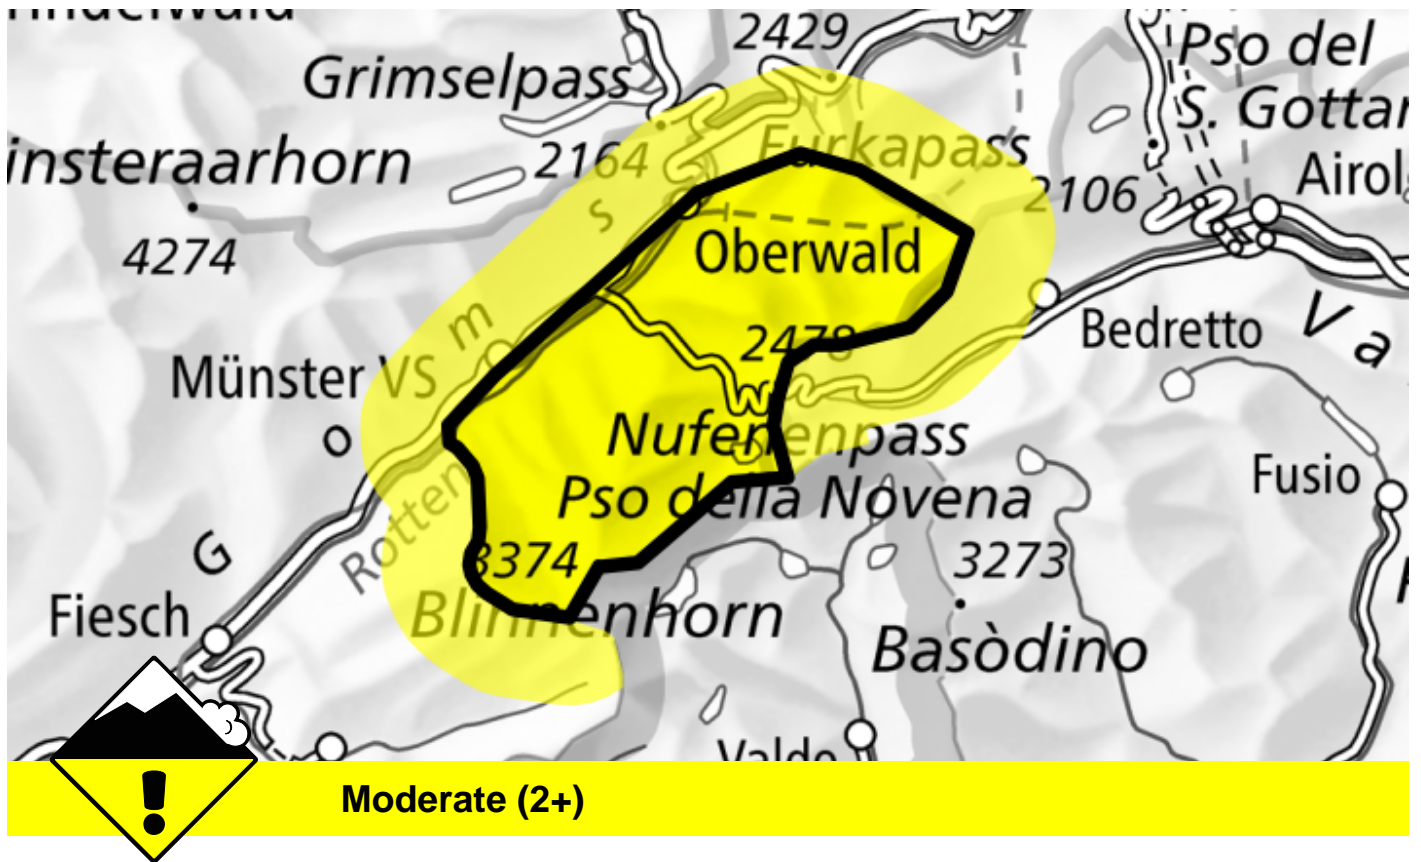 2429
Grimselpass
Pso del
S. Gottar
2164
Furkapass
insteraarhorn
Airol
2106
s
4274
Oberwald
m
2478
Bedretto
V a
Münster VS
o
Nufenenpass
Fusio
Pso della Novena
Rotten
G
3374
3273
Fiesch
Blinnenhorn
Basòdino
Valdo
Moderate (2+)